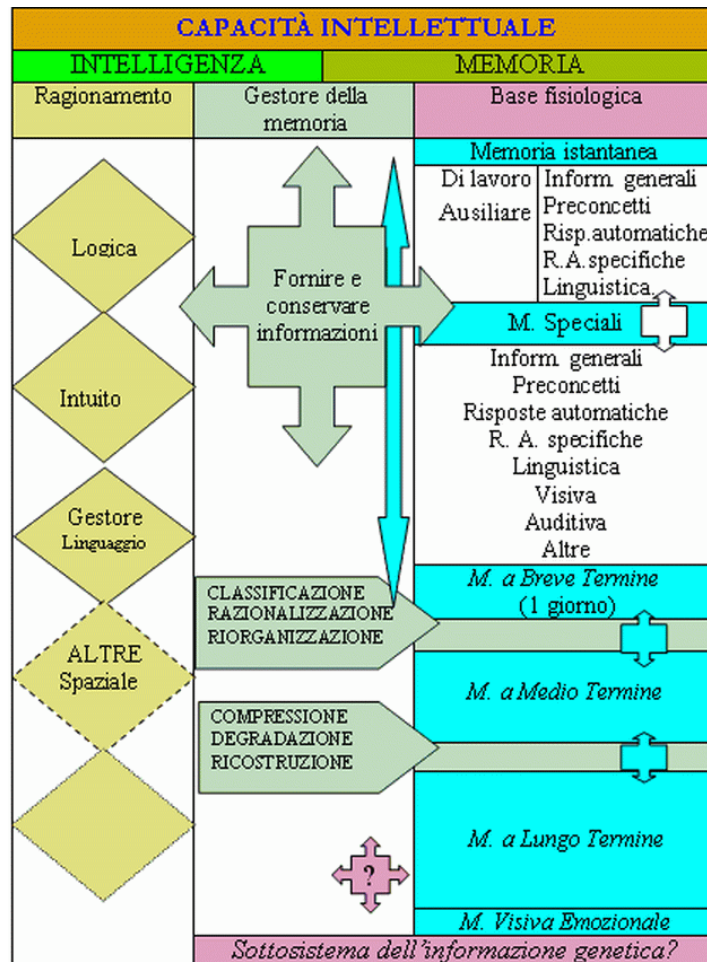 CAPACITÀ INTELLETTUALE
INTELLIGENZA
MEMORIA
Ragionamento
Gestore della
memoria
Base fisiologica
Logica
Intuito
Gestore
Linguaggio
ALTRE
Spaziale
Fornire e
conservare
informazioni
CLASSIFICAZIONE
RAZIONALIZZAZIONE
RIORGANIZZAZIONE
COMPRESSIONE
DEGRADAZIONE
RICOSTRUZIONE
?
Memoria istantanea
Di lavoro
Ausiliare
Inform. generali
Preconcetti
Risp.automatiche
R.A.specifiche
Linguistica.
M. Speciali
Inform. generali
Preconcetti
Risposte automatiche
R. A. specifiche
Linguistica
Visiva
Auditiva
Altre
M. a Breve Termine
(1 giorno)
M. a Medio Termine
M. a Lungo Termine
M. Visiva Emozionale
Sottosistema dell'informazione genetica?